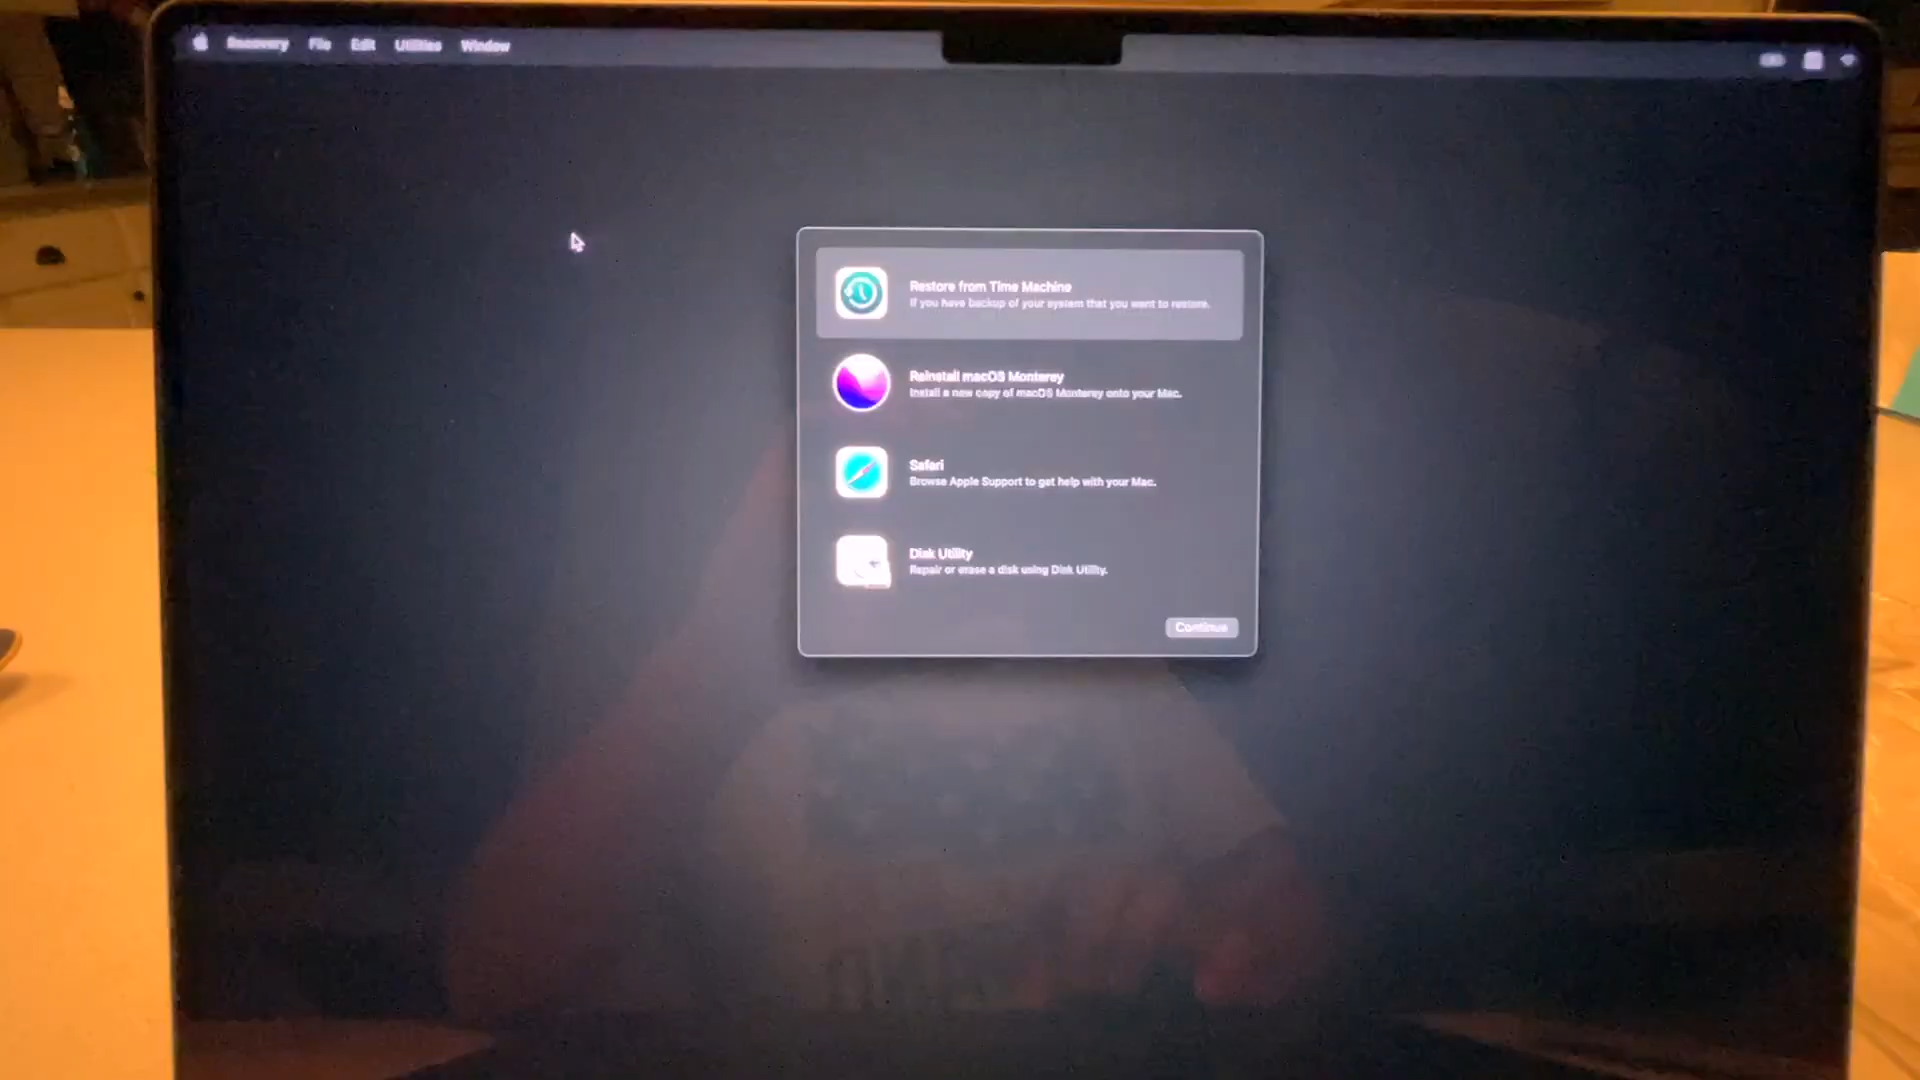 Recovery File Edit Utilities Window
Restore from Time Machine
If you have backup of your system that you want to restore.
Reinstall macOS Monterey
Install a new copy of macOS Monterey onto your Mac.
Safari
Browse Apple Support to get help with your Mac.
Disk Utility
Repair or erase a disk using Disk Utility.
Continue